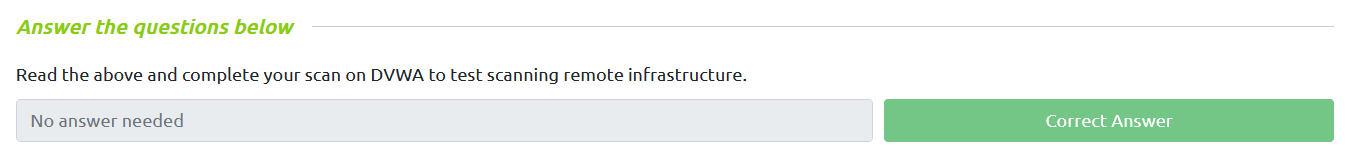 Answer the questions below
Read the above and complete your scan on DVWA to test scanning remote infrastructure.
No answer needed
Correct Answer